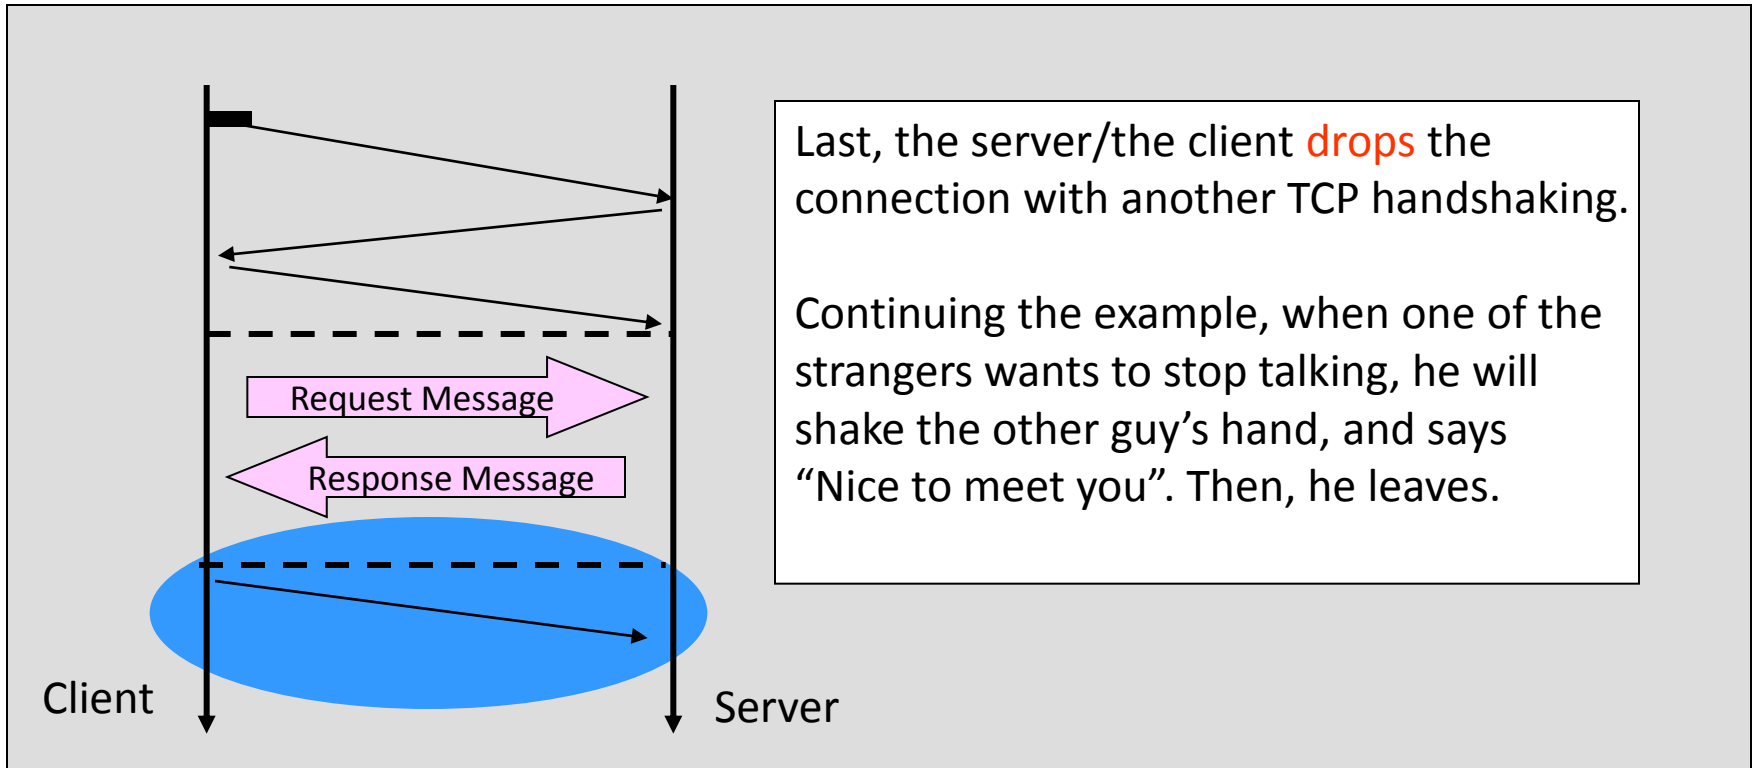 Last, the server/the client drops the
connection with another TCP handshaking.
Continuing the example, when one of the
strangers wants to stop talking, he will
shake the other guy’s hand, and says
“Nice to meet you”. Then, he leaves.
Request Message
Response Message
Client
Server